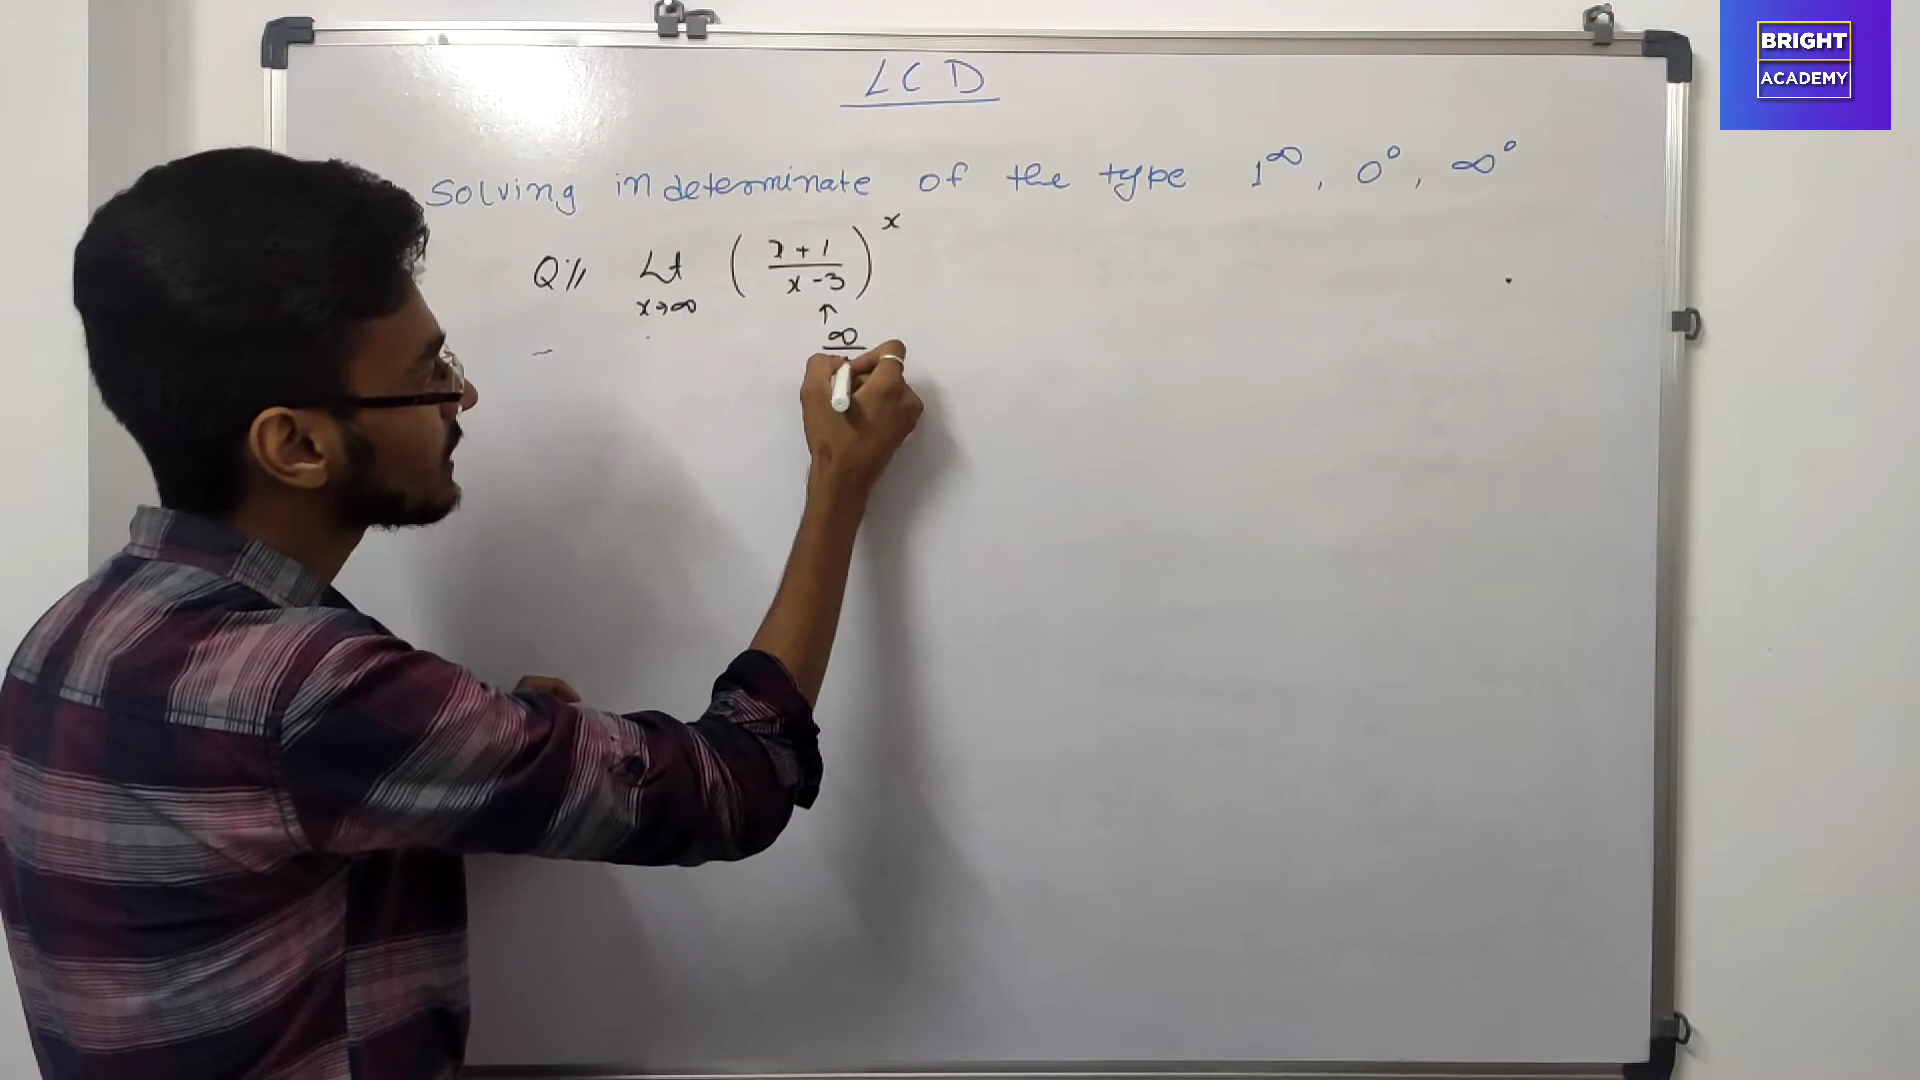 BRIGHT
ACADEMY
LCD
Solving indeterminate of the type 1^∞, 0^0, ∞^0
Q// Lt x→∞ (x+1 / x-3)^x
↑
∞